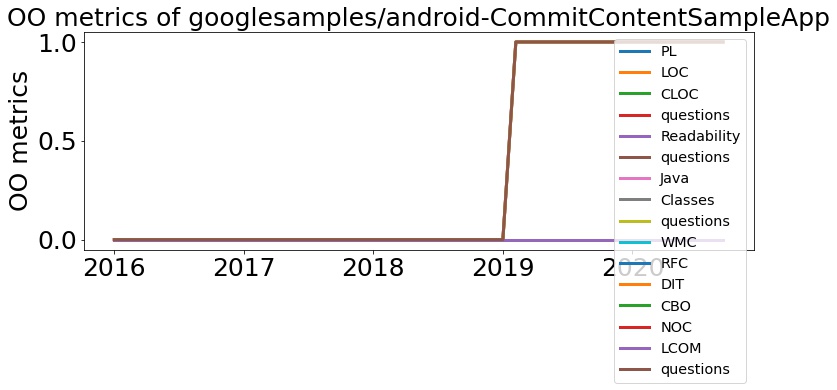 OO metrics of googlesamples/android-CommitContentSampleApp
OO metrics
1.0
0.5
0.0
2016
2017
2018
2019
2020
PL
LOC
CLOC
questions
Readability
questions
Java
Classes
questions
WMC
RFC
DIT
CBO
NOC
LCOM
questions